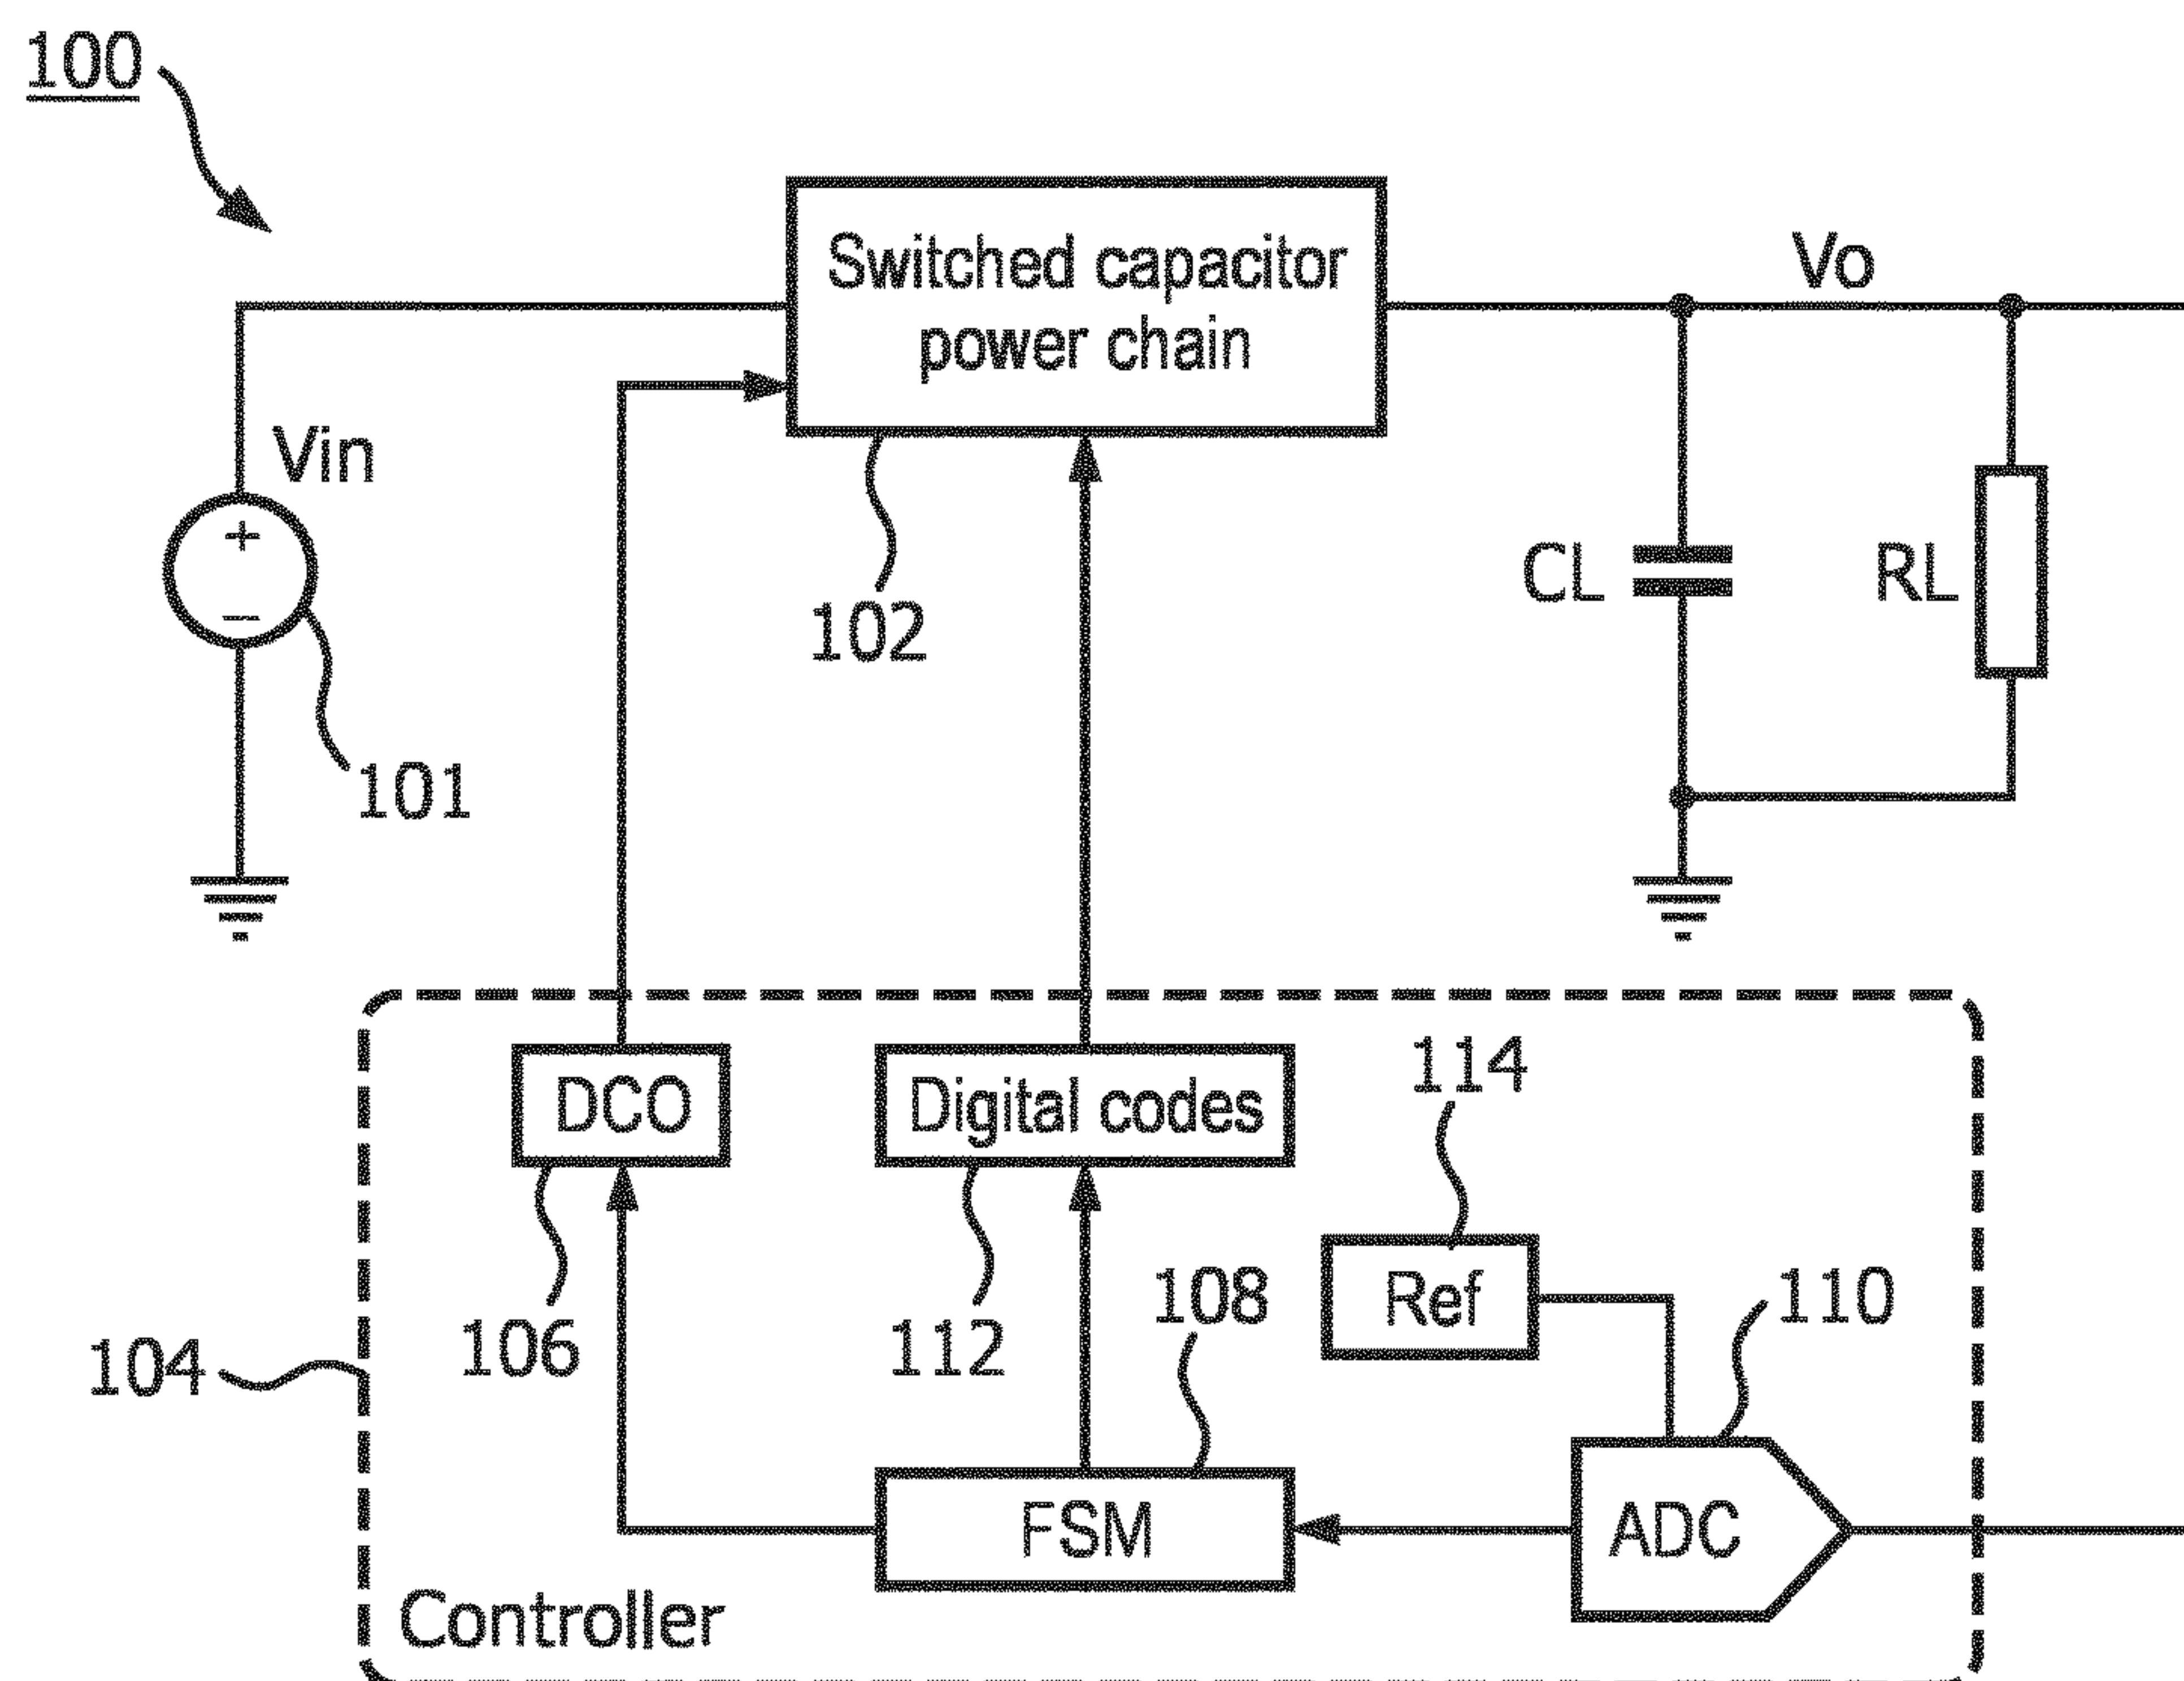 100
Switched capacitor
power chain
Vo
Vin
+
−
CL
RL
102
101
114
DCO
Digital codes
108
Ref
110
106
112
104
FSM
ADC
Controller